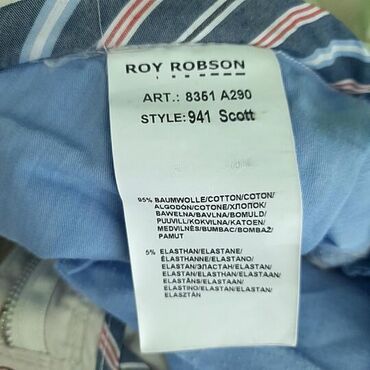 ROY ROBSON
ART.: 8351 A290
STYLE: 941 Scott
95% BAUMWOLLE/COTTON/COTON/
ALGODÓN/COTONE/ХЛОПОК/
BAWEŁNA/BAVLNA/BOMULD/
PUUVILL/KOKVILNA/KATOEN/
MEDVILNĖS/BUMBAC/BOMBAŽ/
PAMUT
5% ELASTHAN/ELASTANE/
ÉLASTHANNE/ELASTANO/
ELASTAN/ЭЛАСТАН/ELASTAN/
ELASTAN/ELASTHAN/ELASTAAN/
ELASTĀNS/ELASTAAN/
ELASTINO/ELASTAN/ELASTAN/
ELASZTÁN